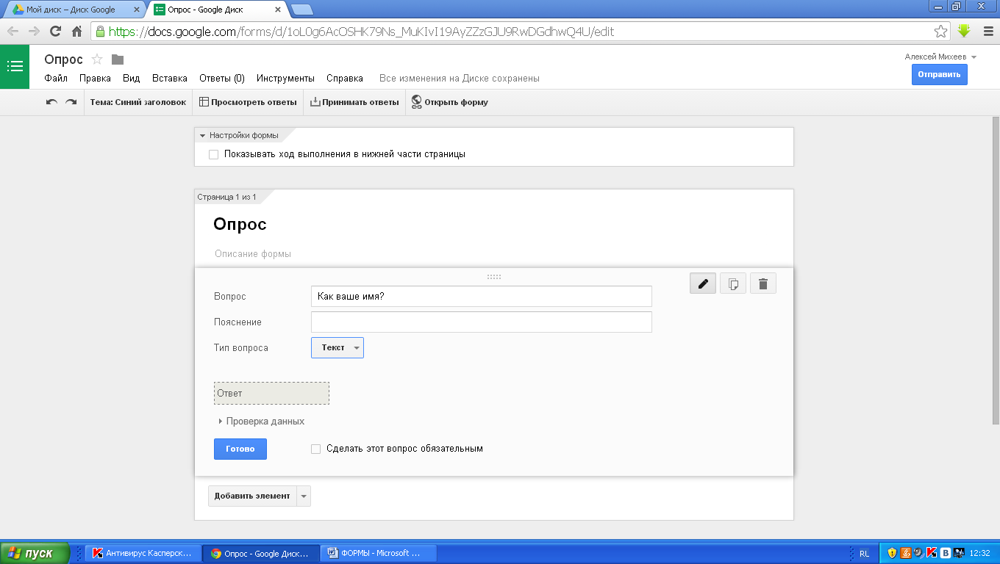 Мой диск – Диск Google
Опрос - Google Диск
https://docs.google.com/forms/d/1oL0g6AcOSHK79Ns_MuKIvI19AyZZzGJU9RwDGdhwQ4U/edit
Опрос
Алексей Михеев
Файл Правка Вид Вставка Ответы (0) Инструменты Справка Все изменения на Диске сохранены
Отправить
Тема: Синий заголовок Просмотреть ответы Принимать ответы Открыть форму
Настройки формы
Показывать ход выполнения в нижней части страницы
Страница 1 из 1
Опрос
Описание формы
Вопрос Как ваше имя?
Пояснение
Тип вопроса Текст
Ответ
Проверка данных
Готово Сделать этот вопрос обязательным
Добавить элемент
пуск Антивирус Касперск... Опрос - Google Диск... ФОРМЫ - Microsoft ... RL 12:32